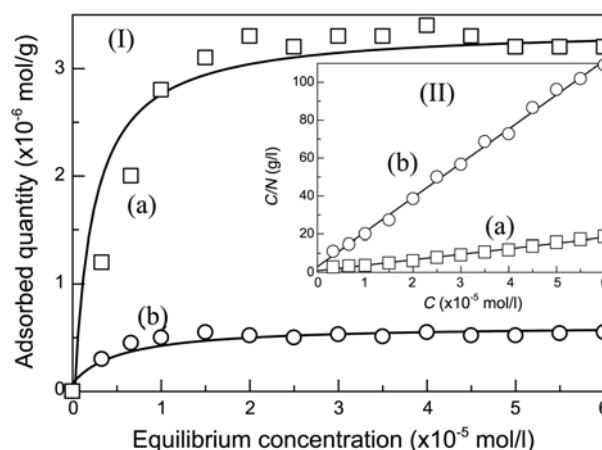 (I)
3
2
1
0
Adsorbed quantity (x10⁻⁶ mol/g)
(a)
(b)
0 1 2 3 4 5 6
Equilibrium concentration (x10⁻⁵ mol/l)
(II)
100
80
60
40
20
0
C/N (g/l)
(b)
(a)
0 1 2 3 4 5 6
C (x10⁻⁵ mol/l)